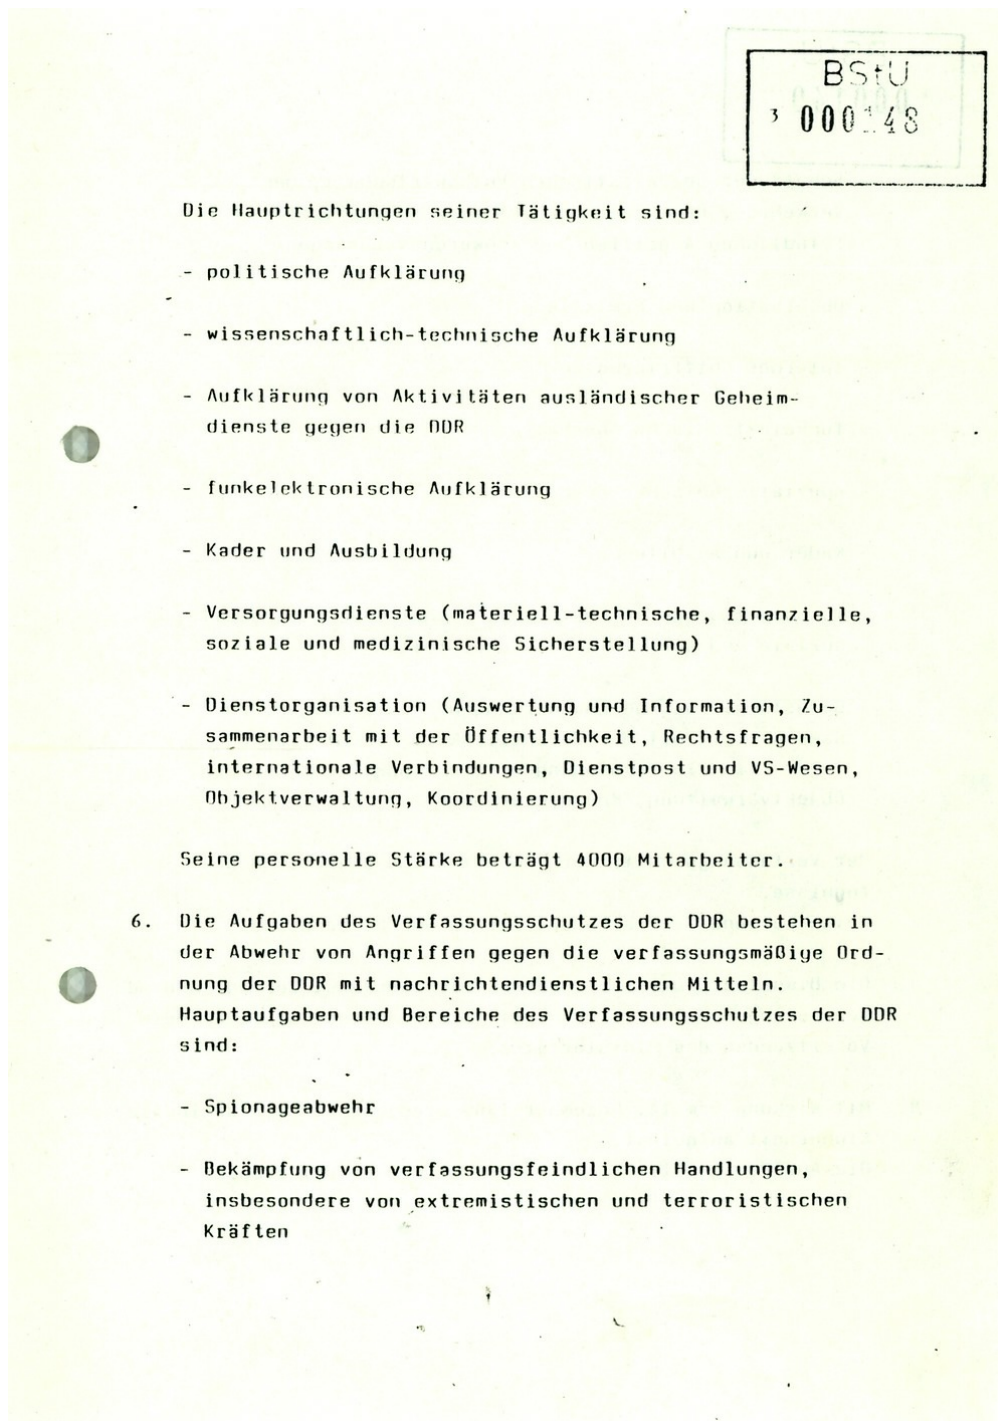 BStU
3 000148
Die Hauptrichtungen seiner Tätigkeit sind:
- politische Aufklärung
- wissenschaftlich-technische Aufklärung
- Aufklärung von Aktivitäten ausländischer Geheim-
dienste gegen die DDR
- funkelektronische Aufklärung
- Kader und Ausbildung
- Versorgungsdienste (materiell-technische, finanzielle,
soziale und medizinische Sicherstellung)
- Dienstorganisation (Auswertung und Information, Zu-
sammenarbeit mit der Öffentlichkeit, Rechtsfragen,
internationale Verbindungen, Dienstpost und VS-Wesen,
Objektverwaltung, Koordinierung)
Seine personelle Stärke beträgt 4000 Mitarbeiter.
6. Die Aufgaben des Verfassungsschutzes der DDR bestehen in
der Abwehr von Angriffen gegen die verfassungsmäßige Ord-
nung der DDR mit nachrichtendienstlichen Mitteln.
Hauptaufgaben und Bereiche des Verfassungsschutzes der DDR
sind:
- Spionageabwehr
- Bekämpfung von verfassungsfeindlichen Handlungen,
insbesondere von extremistischen und terroristischen
Kräften